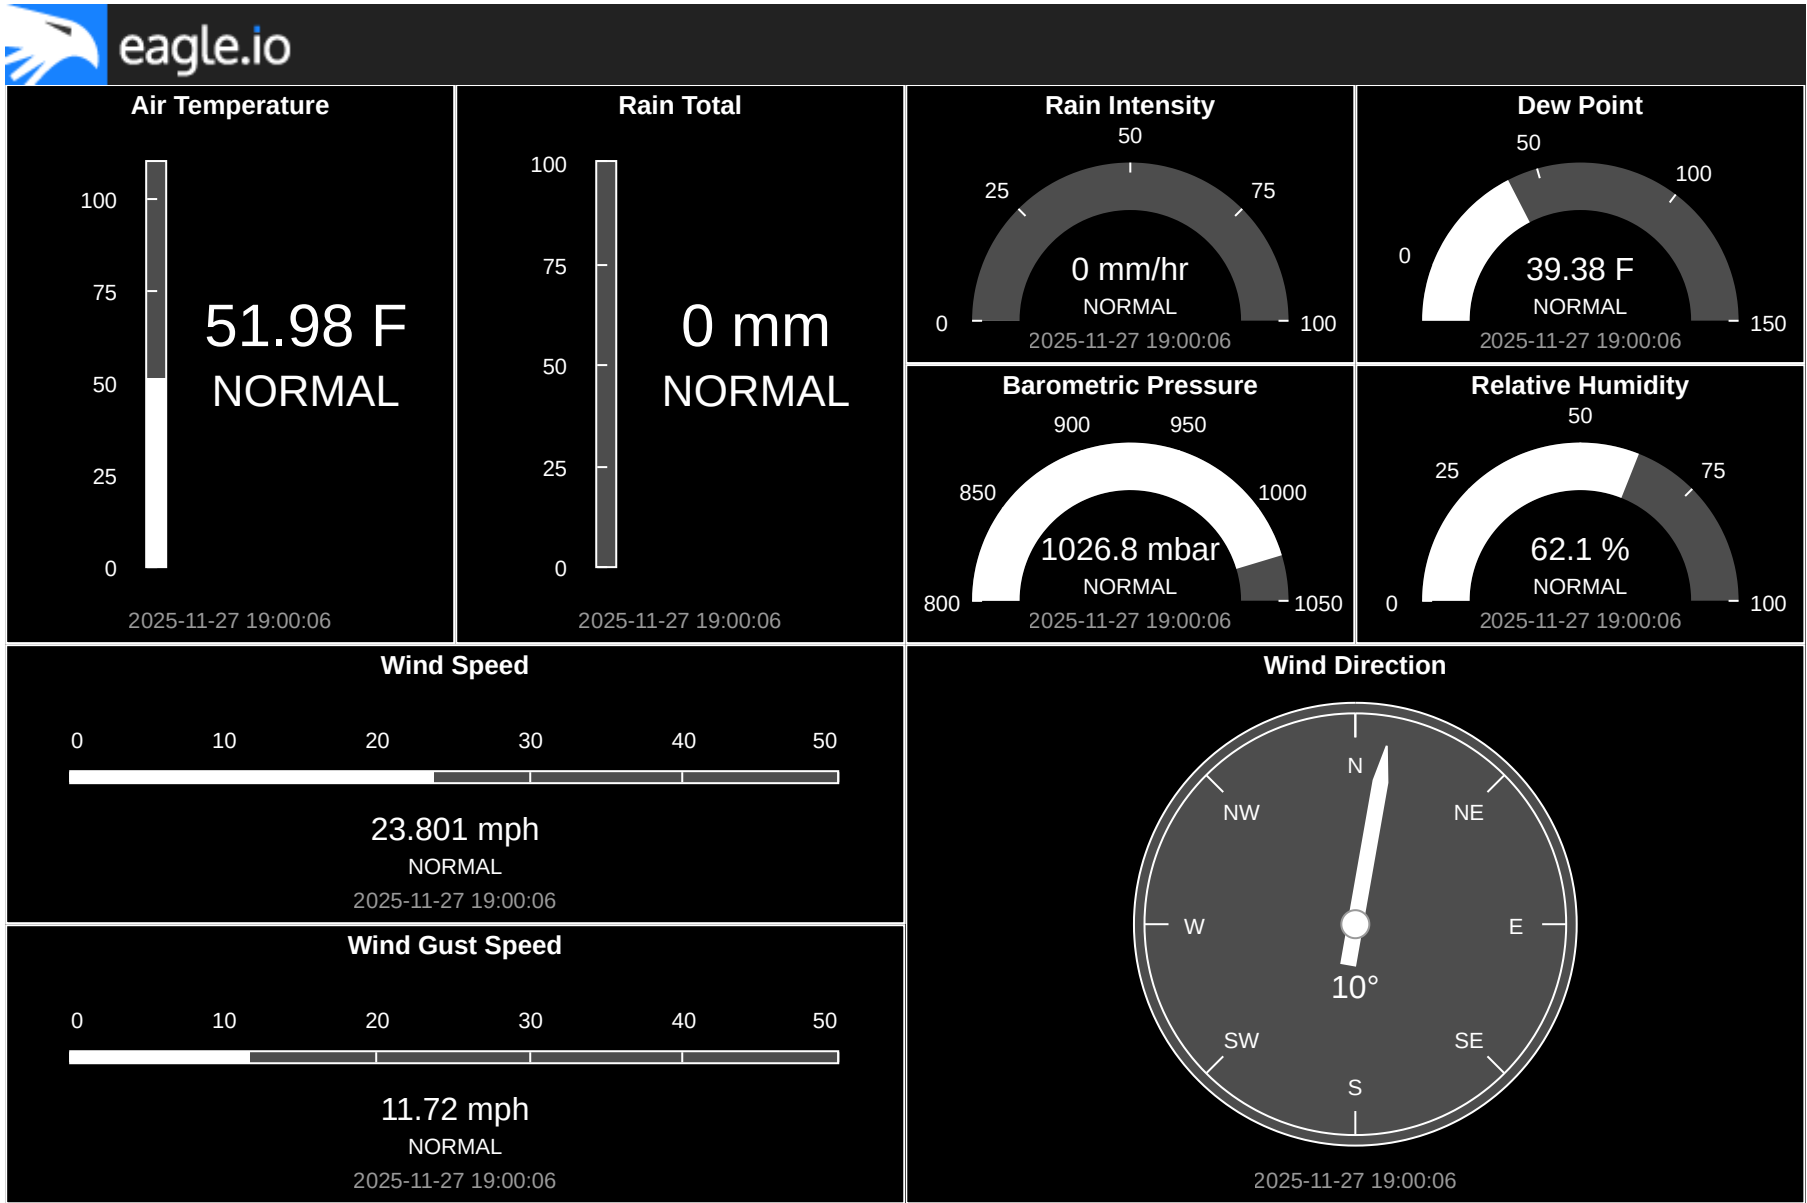 eagle.io
Air Temperature
100
75
50
25
0
51.98 F
NORMAL
2025-11-27 19:00:06
Rain Total
100
75
50
25
0
0 mm
NORMAL
2025-11-27 19:00:06
Rain Intensity
0
25
50
75
100
0 mm/hr
NORMAL
2025-11-27 19:00:06
Dew Point
0
50
100
150
39.38 F
NORMAL
2025-11-27 19:00:06
Barometric Pressure
800
850
900
950
1000
1050
1026.8 mbar
NORMAL
2025-11-27 19:00:06
Relative Humidity
0
25
50
75
100
62.1 %
NORMAL
2025-11-27 19:00:06
Wind Speed
0 10 20 30 40 50
23.801 mph
NORMAL
2025-11-27 19:00:06
Wind Gust Speed
0 10 20 30 40 50
11.72 mph
NORMAL
2025-11-27 19:00:06
Wind Direction
N
NW NE
W E
10°
SW SE
S
2025-11-27 19:00:06